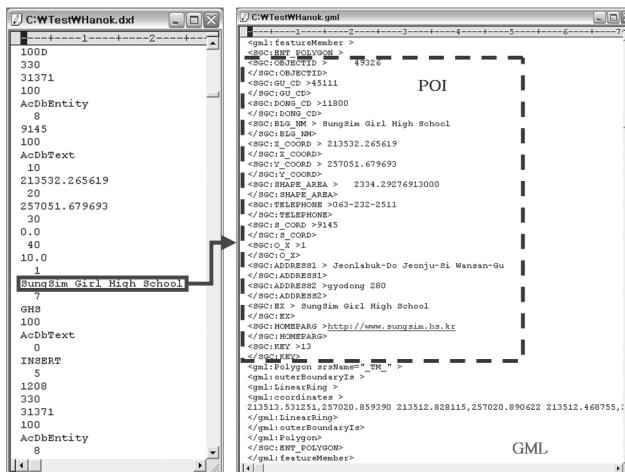 C:₩Test₩Hanok.dxf
----+----1----+----2----+--
100D
330
31371
100
AcDbEntity
8
9145
100
AcDbText
10
213532.265619
20
257051.679693
30
0.0
40
10.0
1
SungSim Girl High School
7
GHS
100
AcDbText
0
INSERT
5
1208
330
31371
100
AcDbEntity
8
C:₩Test₩Hanok.gml
----+----1----+----2----+----3----+----4----+----5----+----6----+----7
<gml:featureMember >
<SGC:ENT_POLYGON >
<SGC:OBJECTID > 49326
</SGC:OBJECTID>
<SGC:GU_CD >45111
</SGC:GU_CD>
<SGC:DONG_CD >11800
</SGC:DONG_CD>
<SGC:BLG_NM > SungSim Girl High School
</SGC:BLG_NM>
<SGC:X_COORD > 213532.265619
</SGC:X_COORD>
<SGC:Y_COORD > 257051.679693
</SGC:Y_COORD>
<SGC:SHAPE_AREA > 2334.29276913000
</SGC:SHAPE_AREA>
<SGC:TELEPHONE >063-232-2511
</SGC:TELEPHONE>
<SGC:S_CORD >9145
</SGC:S_CORD>
<SGC:O_X >1
</SGC:O_X>
<SGC:ADDRESS1 > Jeonlabuk-Do Jeonju-Si Wansan-Gu
</SGC:ADDRESS1>
<SGC:ADDRESS2 >gyodong 280
</SGC:ADDRESS2>
<SGC:EX > SungSim Girl High School
</SGC:EX>
<SGC:HOMEPARG >http://www.sungsim.hs.kr
</SGC:HOMEPARG>
<SGC:KEY >13
</SGC:KEY>
<gml:Polygon srsName="_TM_" >
<gml:outerBoundaryIs >
<gml:LinearRing >
<gml:coordinates >
213513.531251,257020.859390 213512.828115,257020.890622 213512.468755,
</gml:LinearRing>
</gml:outerBoundaryIs>
</gml:Polygon>
</SGC:ENT_POLYGON>
</gml:featureMember>
POI
GML